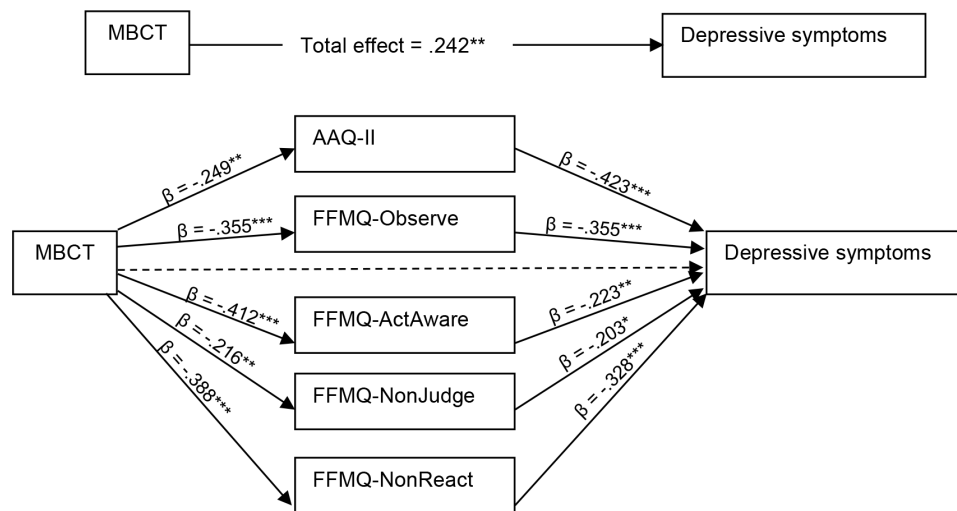 MBCT
Total effect = .242**
Depressive symptoms
AAQ-II
β = -.249**
β = -.423***
FFMQ-Observe
β = -.355***
β = -.355***
MBCT
Depressive symptoms
FFMQ-ActAware
β = -.412***
β = -.223**
β = -.216**
β = -.203*
FFMQ-NonJudge
β = -.388***
β = -.328***
FFMQ-NonReact